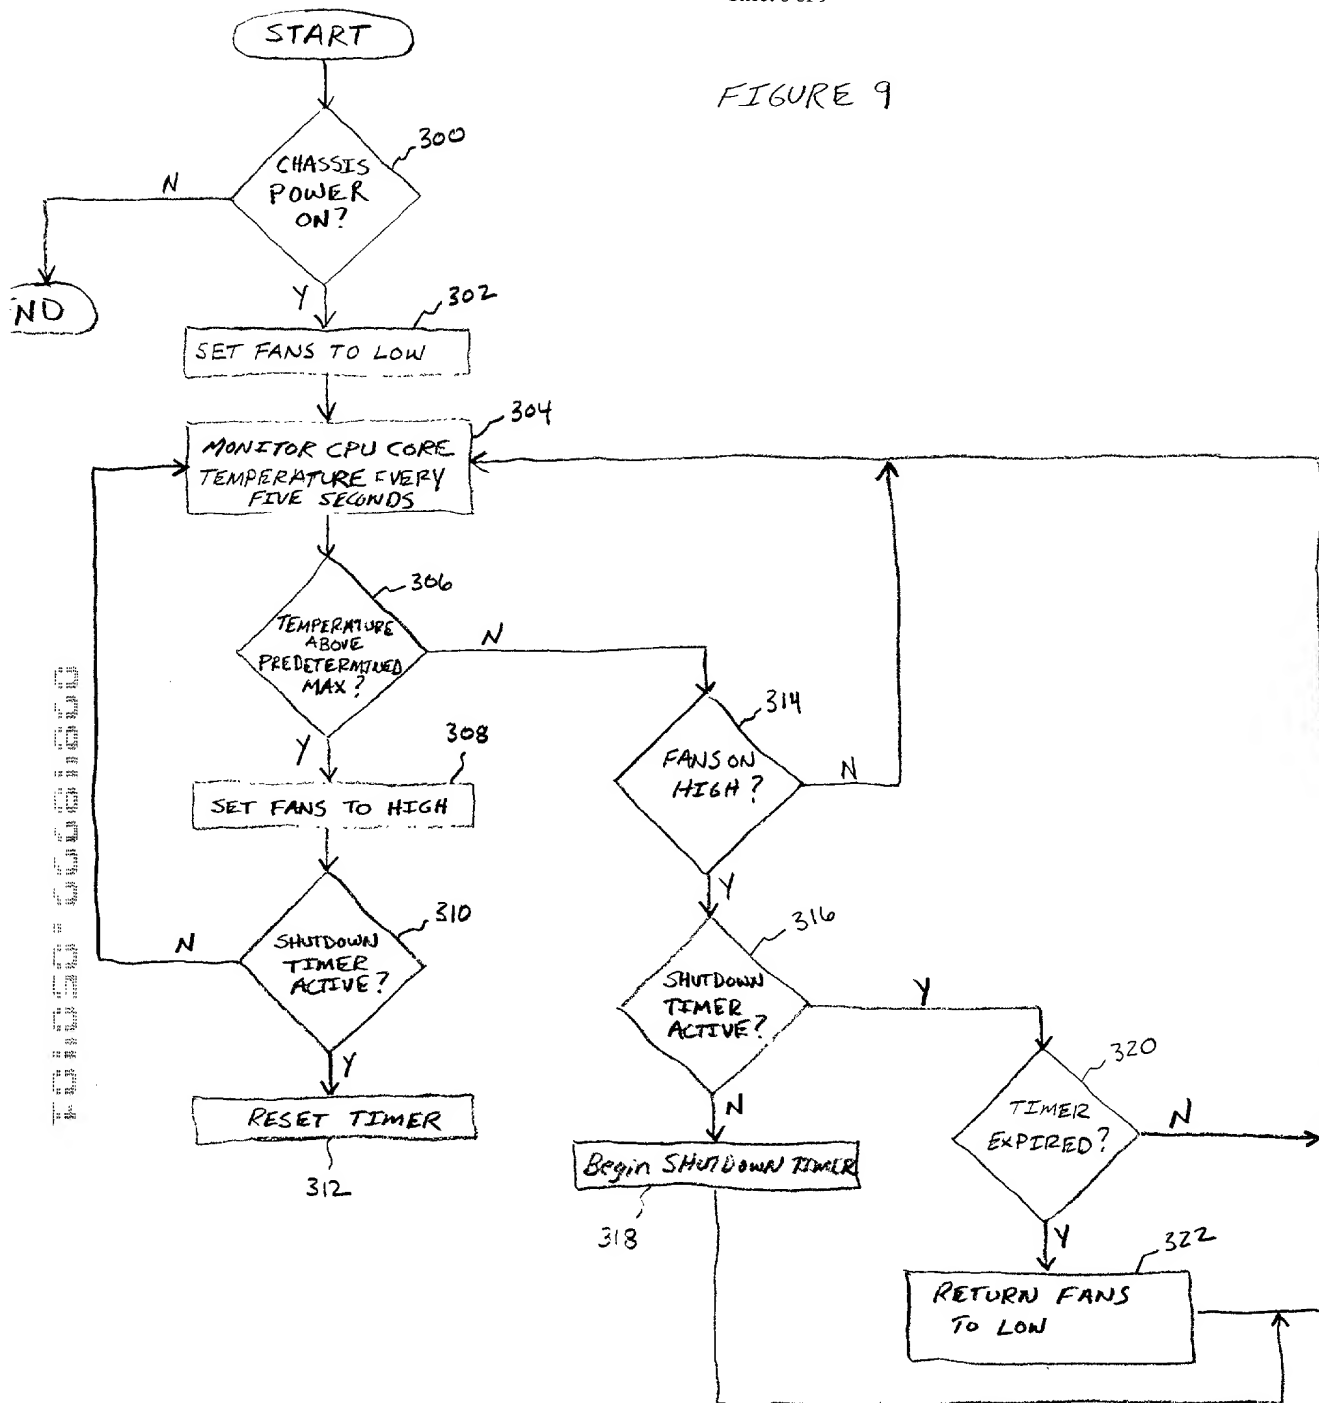 START
FIGURE 9
300
CHASSIS
POWER
ON?
N
Y
ND
302
SET FANS TO LOW
304
MONITOR CPU CORE
TEMPERATURE EVERY
FIVE SECONDS
306
TEMPERATURE
ABOVE
PREDETERMINED
MAX?
N
Y
308
SET FANS TO HIGH
314
FANS ON
HIGH?
N
Y
310
SHUTDOWN
TIMER
ACTIVE?
N
Y
316
SHUTDOWN
TIMER
ACTIVE?
Y
N
RESET TIMER
312
320
TIMER
EXPIRED?
N
Y
Begin SHUTDOWN TIMER
318
322
RETURN FANS
TO LOW